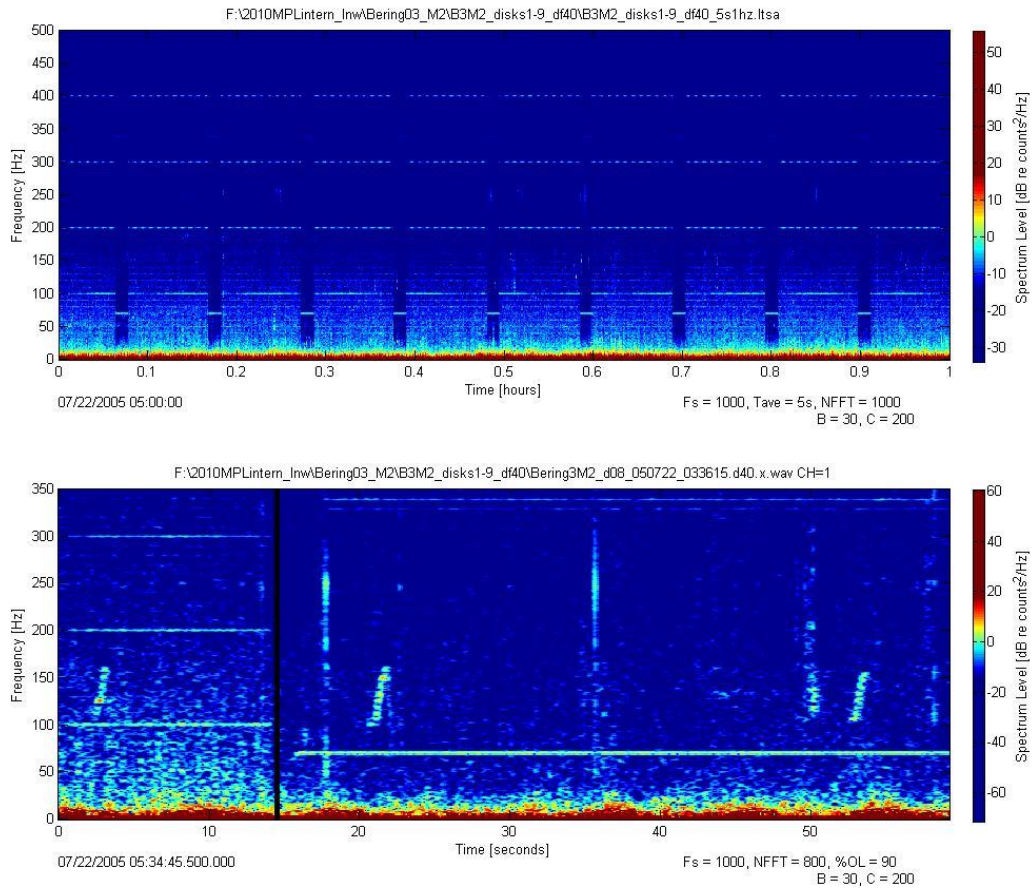 F:\2010MPLintern_lnw\Bering03_M2\B3M2_disks1-9_df40\B3M2_disks1-9_df40_5s1hz.ltsa
500
450
400
350
300
250
200
150
100
50
0
Frequency [Hz]
0 0.1 0.2 0.3 0.4 0.5 0.6 0.7 0.8 0.9 1
Time [hours]
50
40
30
20
10
0
-10
-20
-30
Spectrum Level [dB re counts²/Hz]
07/22/2005 05:00:00
Fs = 1000, Tave = 5s, NFFT = 1000
B = 30, C = 200
F:\2010MPLintern_lnw\Bering03_M2\B3M2_disks1-9_df40\Bering3M2_d08_050722_033615.d40.x.wav CH=1
350
300
250
200
150
100
50
0
Frequency [Hz]
0 10 20 30 40 50
Time [seconds]
60
40
20
0
-20
-40
-60
Spectrum Level [dB re counts²/Hz]
07/22/2005 05:34:45.500.000
Fs = 1000, NFFT = 800, %OL = 90
B = 30, C = 200